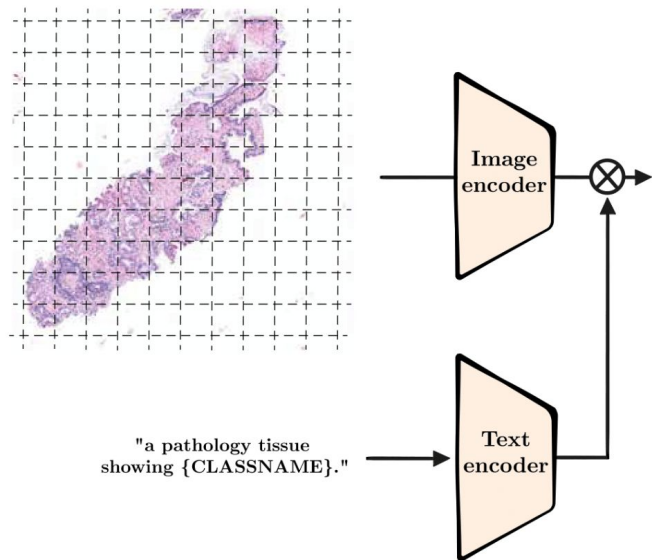 Image
encoder
"a pathology tissue
showing {CLASSNAME}."
Text
encoder